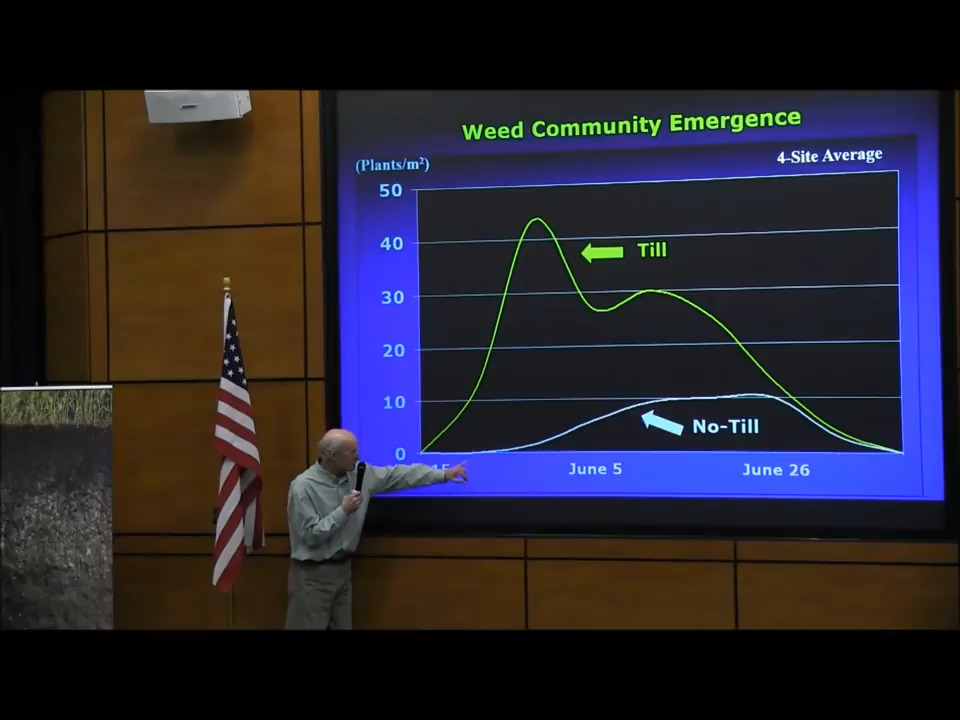 Weed Community Emergence
(Plants/m²)
4-Site Average
50
40
Till
30
20
10
No-Till
0
15
June 5
June 26